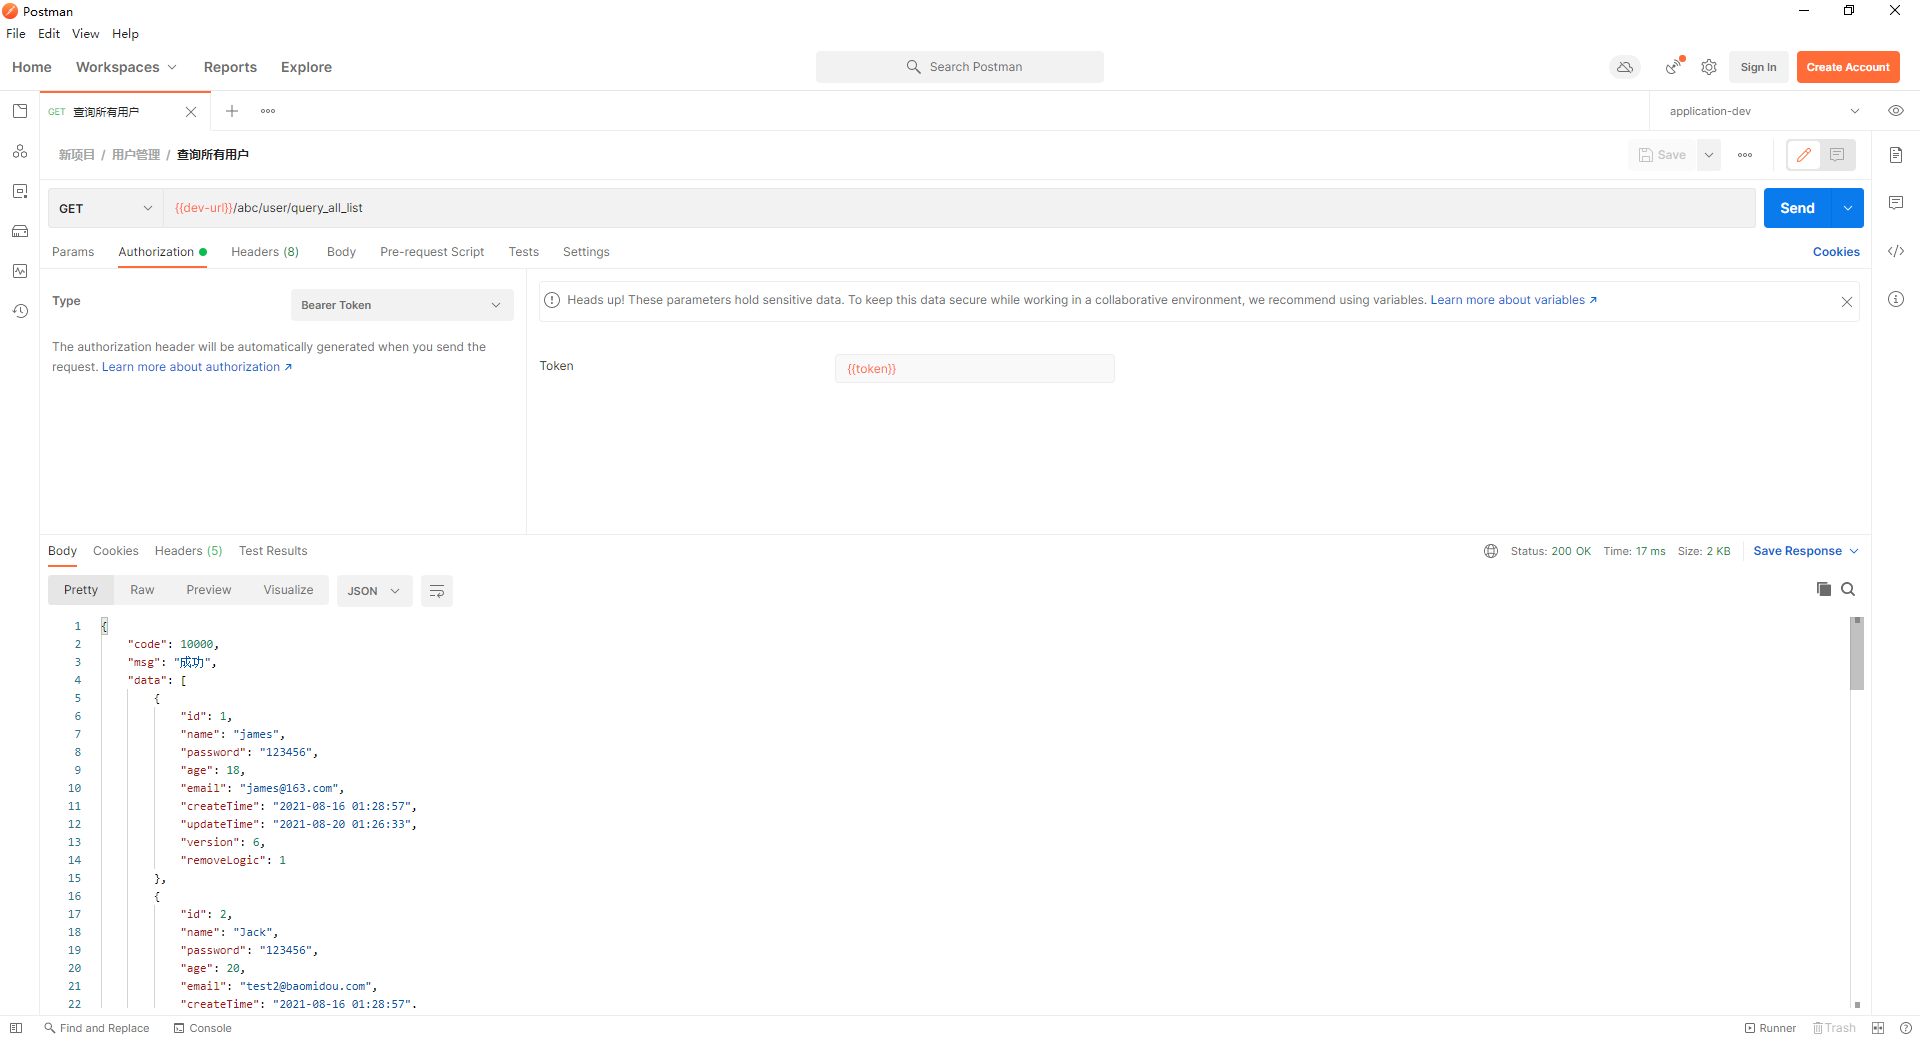 Postman
File Edit View Help
Home Workspaces Reports Explore Search Postman Sign In Create Account
GET 查询所有用户 application-dev
新项目 / 用户管理 / 查询所有用户 Save
GET {{dev-url}}/abc/user/query_all_list Send
Params Authorization Headers (8) Body Pre-request Script Tests Settings Cookies
Type Bearer Token
Heads up! These parameters hold sensitive data. To keep this data secure while working in a collaborative environment, we recommend using variables. Learn more about variables ↗
The authorization header will be automatically generated when you send the
request. Learn more about authorization ↗
Token {{token}}
Body Cookies Headers (5) Test Results Status: 200 OK Time: 17 ms Size: 2 KB Save Response
Pretty Raw Preview Visualize JSON
1 {
2 "code": 10000,
3 "msg": "成功",
4 "data": [
5 {
6 "id": 1,
7 "name": "james",
8 "password": "123456",
9 "age": 18,
10 "email": "james@163.com",
11 "createTime": "2021-08-16 01:28:57",
12 "updateTime": "2021-08-20 01:26:33",
13 "version": 6,
14 "removeLogic": 1
15 },
16 {
17 "id": 2,
18 "name": "Jack",
19 "password": "123456",
20 "age": 20,
21 "email": "test2@baomidou.com",
22 "createTime": "2021-08-16 01:28:57",
Find and Replace Console Runner Trash